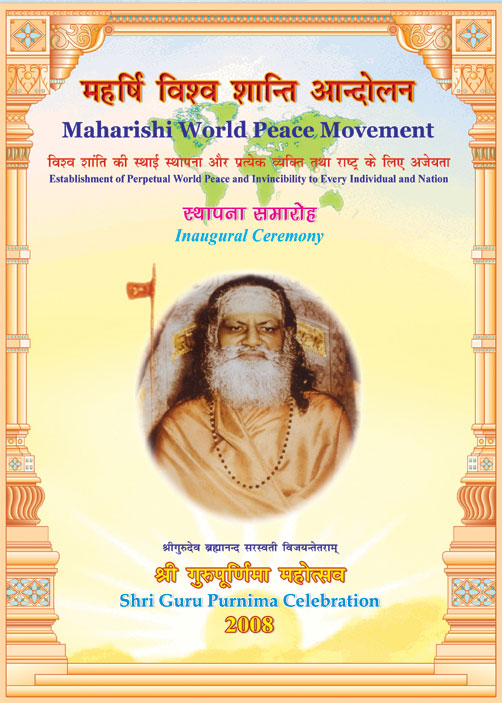 महर्षि विश्व शान्ति आन्दोलन
Maharishi World Peace Movement
विश्व शांति की स्थाई स्थापना और प्रत्येक व्यक्ति तथा राष्ट्र के लिए अजेयता
Establishment of Perpetual World Peace and Invincibility to Every Individual and Nation
स्थापना समारोह
Inaugural Ceremony
श्रीगुरुदेव ब्रह्मानन्द सरस्वती विजयन्तेतराम्
श्री गुरुपूर्णिमा महोत्सव
Shri Guru Purnima Celebration
2008